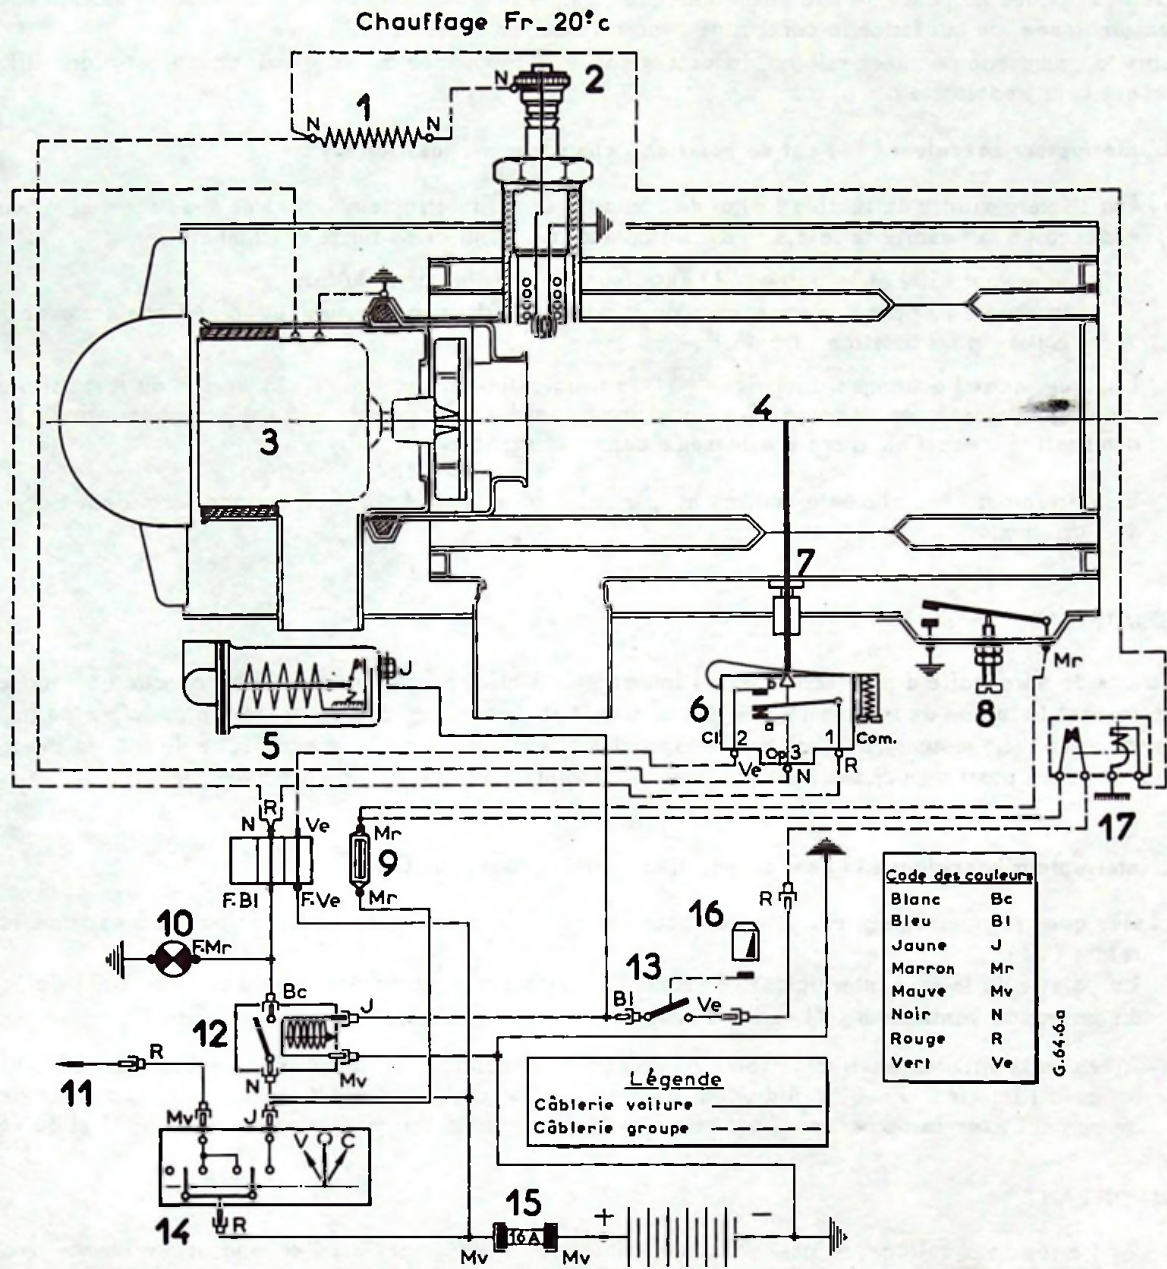 Chauffage Fr_20°c
N
2
1
N N
3
4
7
J
5
6
b
a
Cl. 2 3 1 Com.
Ve Op N R
8
Mr
17
R
N Ve
Mr
9
F.Bl F.Ve Mr
10
F.Mr
16
R
Code des couleurs
Blanc Bc
Bleu Bl
Jaune J
Marron Mr
Mauve Mv
Noir N
Rouge R
Vert Ve
G.64.6.a
13
Bc
Bl Ve
12
J
R
N Mv
11
Légende
Câblerie voiture
Câblerie groupe
Mv J V C
14
R
15
16A
+ −
Mv Mv